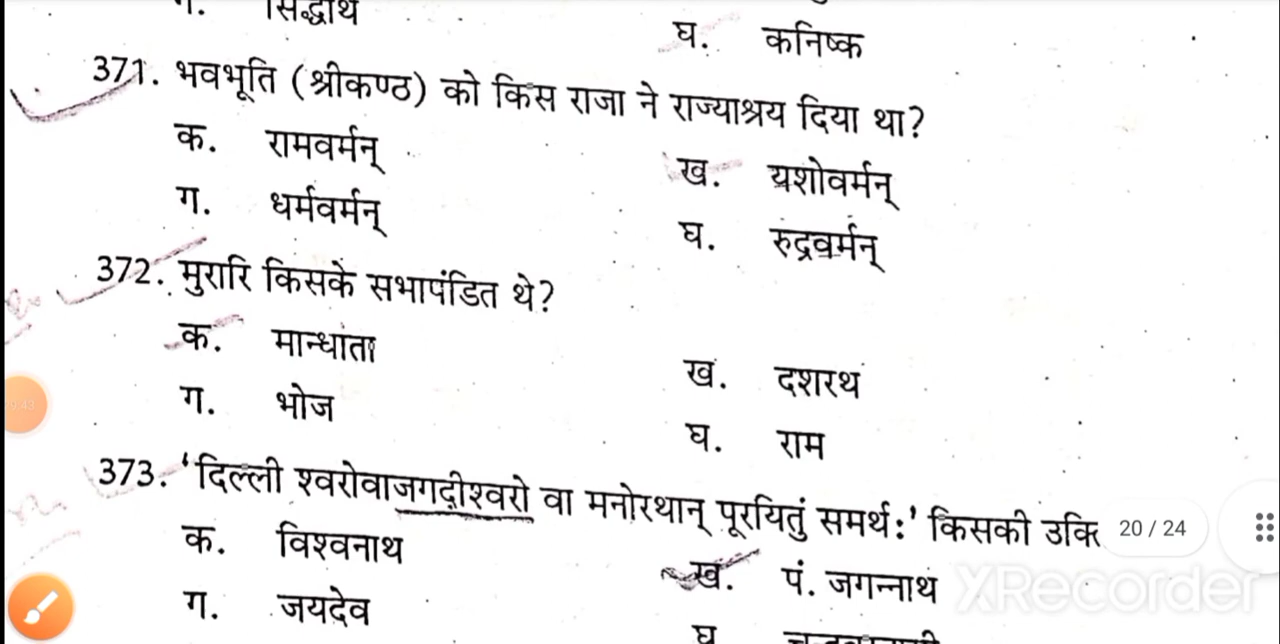 ग. सिद्धार्थ
घ. कनिष्क
371. भवभूति (श्रीकण्ठ) को किस राजा ने राज्याश्रय दिया था?
क. रामवर्मन्
ख. यशोवर्मन्
ग. धर्मवर्मन्
घ. रुद्रवर्मन्
372. मुरारि किसके सभापंडित थे?
क. मान्धाता
ख. दशरथ
ग. भोज
घ. राम
373. 'दिल्ली श्वरोवाजगदीश्वरो वा मनोरथान् पूरयितुं समर्थः' किसकी उक्ति
20 / 24
क. विश्वनाथ
ख. पं. जगन्नाथ
XRecorder
ग. जयदेव
घ